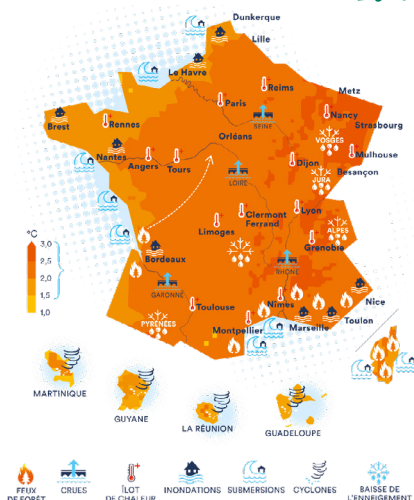 Dunkerque
Lille
Le Havre
Reims
Metz
Paris
Nancy
Strasbourg
SEINE
Brest
Rennes
VOSGES
Orléans
Nantes
Angers
Tours
Dijon
Mulhouse
Besançon
LOIRE
JURA
Clermont
Ferrand
Lyon
Limoges
ALPES
Grenoble
Bordeaux
RHÔNE
GARONNE
°C
3,0
2,5
2,0
1,5
1,0
Toulouse
Nîmes
Nice
PYRÉNÉES
Montpellier
Marseille
Toulon
MARTINIQUE
GUYANE
LA RÉUNION
GUADELOUPE
FEUX
DE FORÊT
CRUES
ÎLOT
DE CHALEUR
INONDATIONS
SUBMERSIONS
CYCLONES
BAISSE DE
L'ENNEIGEMENT